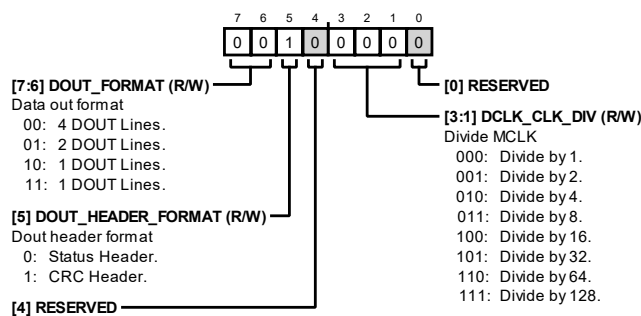 7 6 5 4 3 2 1 0
0 0 1 0 0 0 0 0
[7:6] DOUT_FORMAT (R/W)
Data out format
00: 4 DOUT Lines.
01: 2 DOUT Lines.
10: 1 DOUT Lines.
11: 1 DOUT Lines.
[5] DOUT_HEADER_FORMAT (R/W)
Dout header format
0: Status Header.
1: CRC Header.
[4] RESERVED
[0] RESERVED
[3:1] DCLK_CLK_DIV (R/W)
Divide MCLK
000: Divide by 1.
001: Divide by 2.
010: Divide by 4.
011: Divide by 8.
100: Divide by 16.
101: Divide by 32.
110: Divide by 64.
111: Divide by 128.